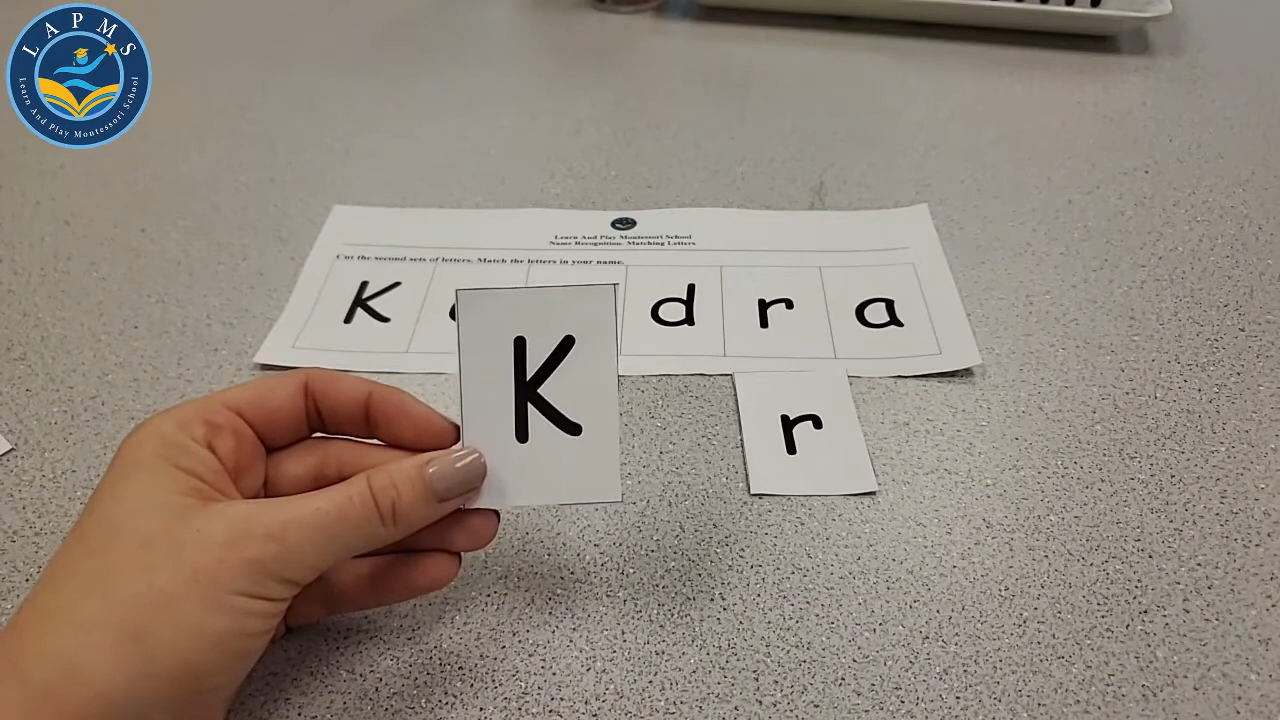 LAPMS
Learn And Play Montessori School
Learn And Play Montessori School
Name Recognition- Matching Letters
Cut the second sets of letters. Match the letters in your name.
K d r a
K
r